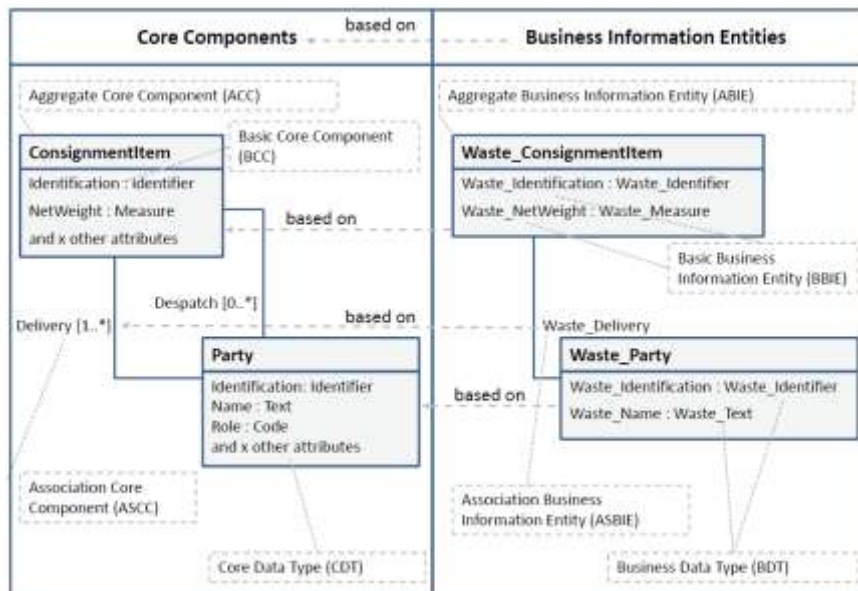 Core Components
based on
Business Information Entities
Aggregate Core Component (ACC)
Basic Core Component
(BCC)
ConsignmentItem
Identification : Identifier
NetWeight : Measure
and x other attributes
Despatch [0..*]
Delivery [1..*]
Party
Identification: Identifier
Name : Text
Role : Code
and x other attributes
Association Core
Component (ASCC)
Core Data Type (CDT)
based on
based on
based on
Aggregate Business Information Entity (ABIE)
Waste_ConsignmentItem
Waste_Identification : Waste_Identifier
Waste_NetWeight : Waste_Measure
Basic Business
Information Entity (BBIE)
Waste_Delivery
Waste_Party
Waste_Identification : Waste_Identifier
Waste_Name : Waste_Text
Association Business
Information Entity (ASBIE)
Business Data Type (BDT)